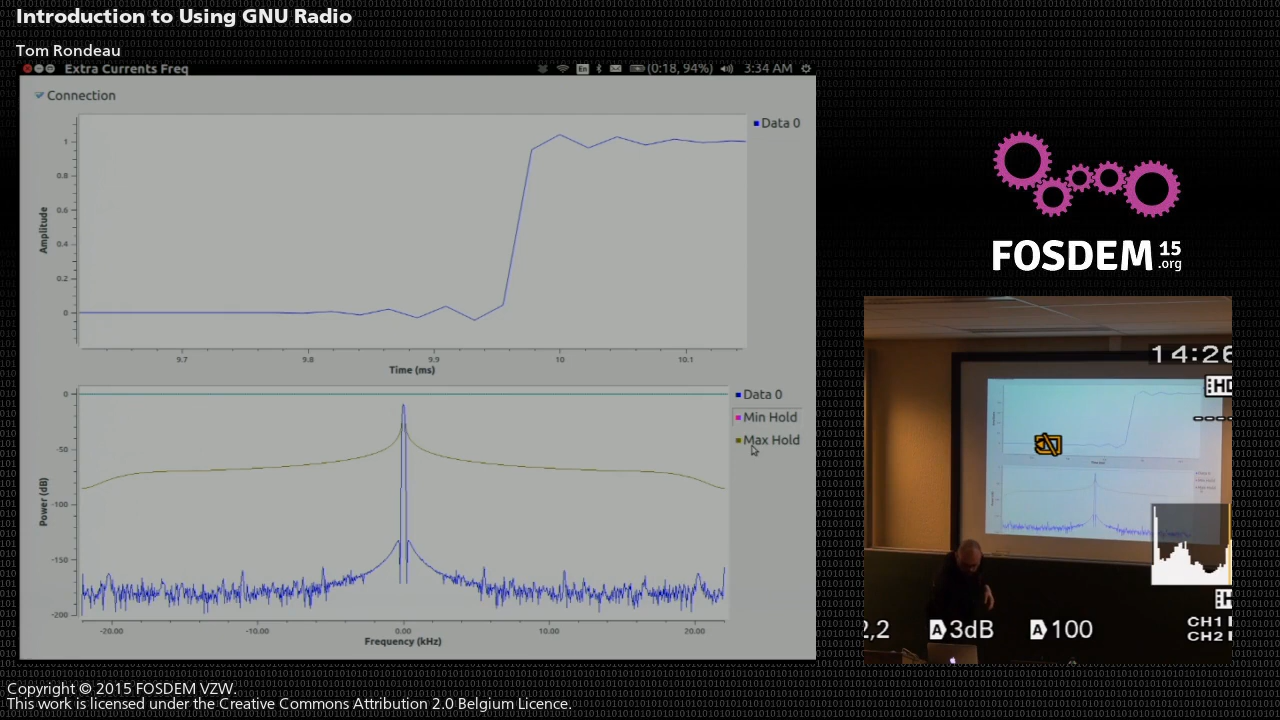 Introduction to Using GNU Radio
Tom Rondeau
Extra Currents Freq
En
(0:18, 94%)
3:34 AM
Connection
Data 0
1
0.8
0.6
0.4
0.2
0
Amplitude
9.7
9.8
9.9
10
10.1
Time (ms)
Data 0
Min Hold
Max Hold
0
-50
-100
-150
-200
Power (dB)
-20.00
-10.00
0.00
10.00
20.00
Frequency (kHz)
FOSDEM 15
.org
14:26
HD
2,2
A 3dB
A 100
CH1
CH2
Copyright © 2015 FOSDEM VZW.
This work is licensed under the Creative Commons Attribution 2.0 Belgium Licence.